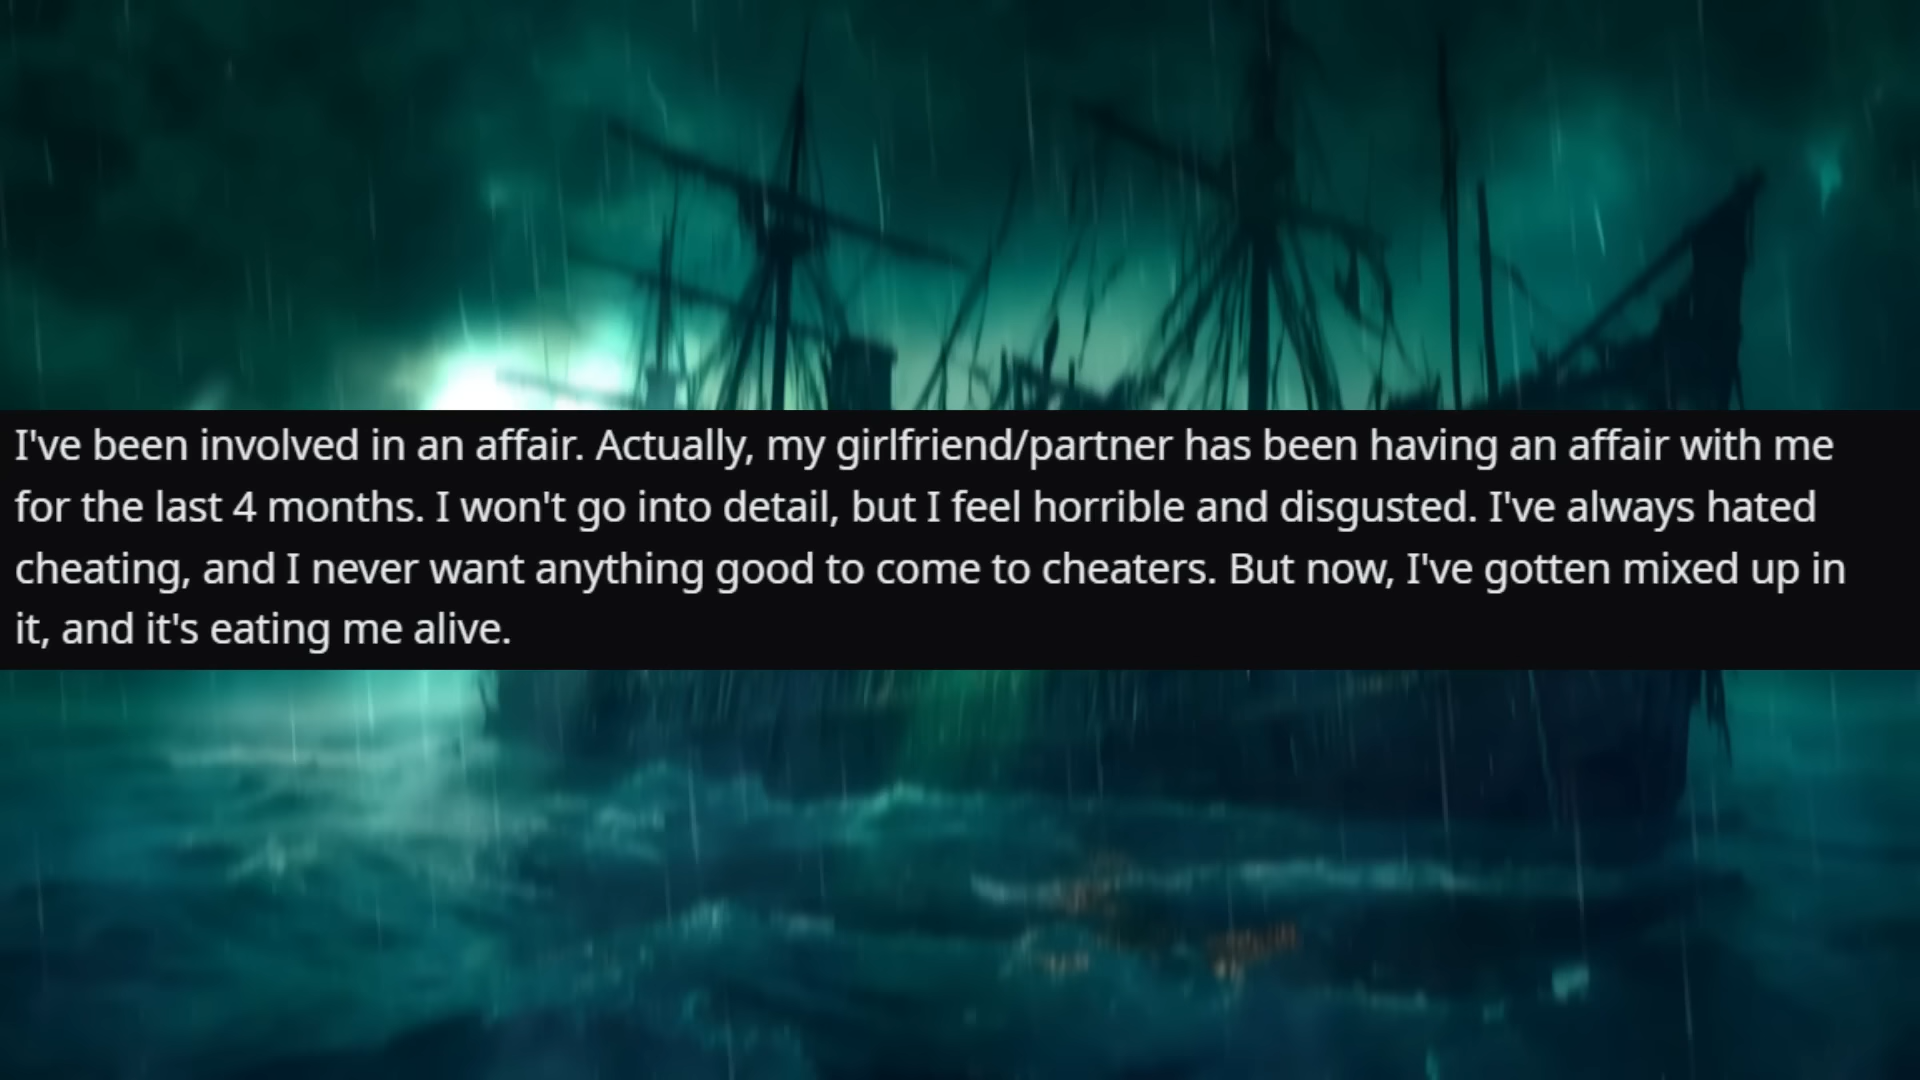 I've been involved in an affair. Actually, my girlfriend/partner has been having an affair with me
for the last 4 months. I won't go into detail, but I feel horrible and disgusted. I've always hated
cheating, and I never want anything good to come to cheaters. But now, I've gotten mixed up in
it, and it's eating me alive.